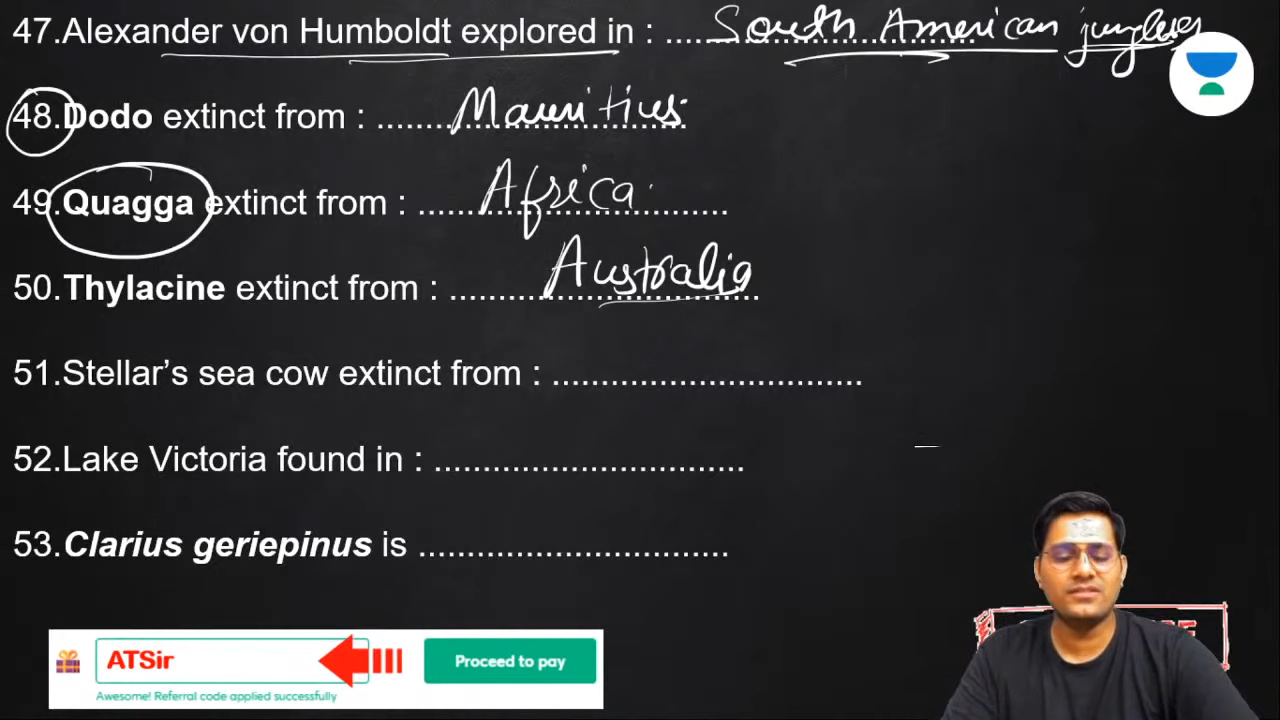 47.Alexander von Humboldt explored in : ............................... South American jungles
48.Dodo extinct from : ............................... Mauritius
49.Quagga extinct from : ............................... Africa
50.Thylacine extinct from : ............................... Australia
51.Stellar's sea cow extinct from : ...............................
52.Lake Victoria found in : ...............................
53.Clarius geriepinus is ...............................
ATSir
Proceed to pay
Awesome! Referral code applied successfully